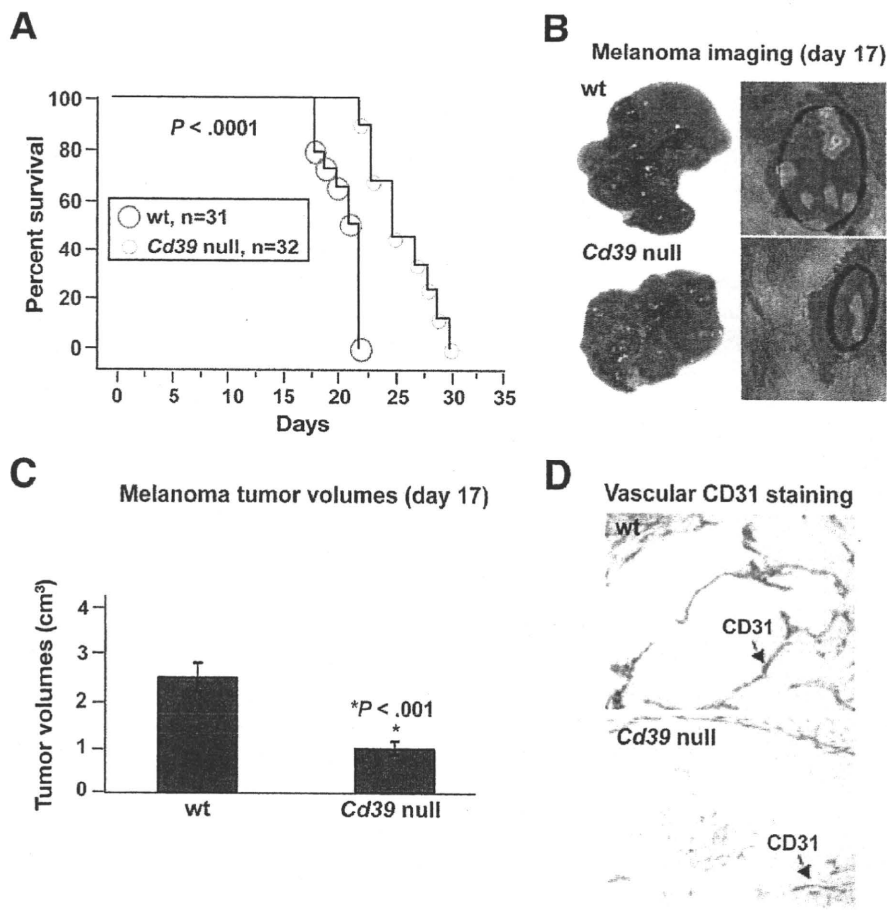 A
Percent survival
100
80
60
40
20
0
P < .0001
wt, n=31
Cd39 null, n=32
0 5 10 15 20 25 30 35
Days
B
Melanoma imaging (day 17)
wt
Cd39 null
C
Melanoma tumor volumes (day 17)
Tumor volumes (cm³)
4
3
2
1
0
*P < .001
*
wt Cd39 null
D
Vascular CD31 staining
wt
CD31
Cd39 null
CD31